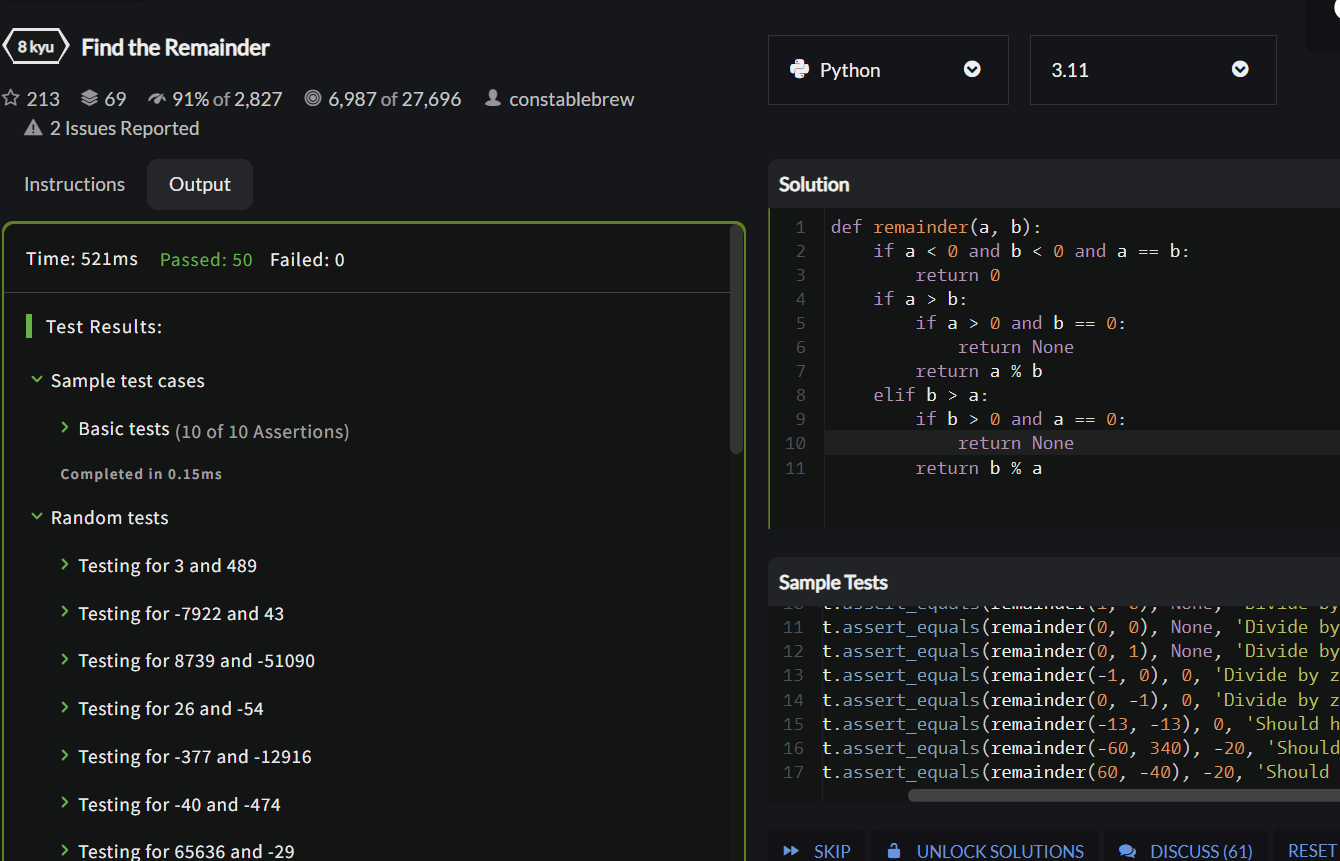 8 kyu Find the Remainder
213 69 91% of 2,827 6,987 of 27,696 constablebrew
2 Issues Reported
Instructions Output
Time: 521ms Passed: 50 Failed: 0
Test Results:
Sample test cases
Basic tests (10 of 10 Assertions)
Completed in 0.15ms
Random tests
Testing for 3 and 489
Testing for -7922 and 43
Testing for 8739 and -51090
Testing for 26 and -54
Testing for -377 and -12916
Testing for -40 and -474
Testing for 65636 and -29
Python 3.11
Solution
1 def remainder(a, b):
2 if a < 0 and b < 0 and a == b:
3 return 0
4 if a > b:
5 if a > 0 and b == 0:
6 return None
7 return a % b
8 elif b > a:
9 if b > 0 and a == 0:
10 return None
11 return b % a
Sample Tests
11 t.assert_equals(remainder(0, 0), None, 'Divide by
12 t.assert_equals(remainder(0, 1), None, 'Divide by
13 t.assert_equals(remainder(-1, 0), 0, 'Divide by z
14 t.assert_equals(remainder(0, -1), 0, 'Divide by z
15 t.assert_equals(remainder(-13, -13), 0, 'Should h
16 t.assert_equals(remainder(-60, 340), -20, 'Should
17 t.assert_equals(remainder(60, -40), -20, 'Should
SKIP UNLOCK SOLUTIONS DISCUSS (61) RESET